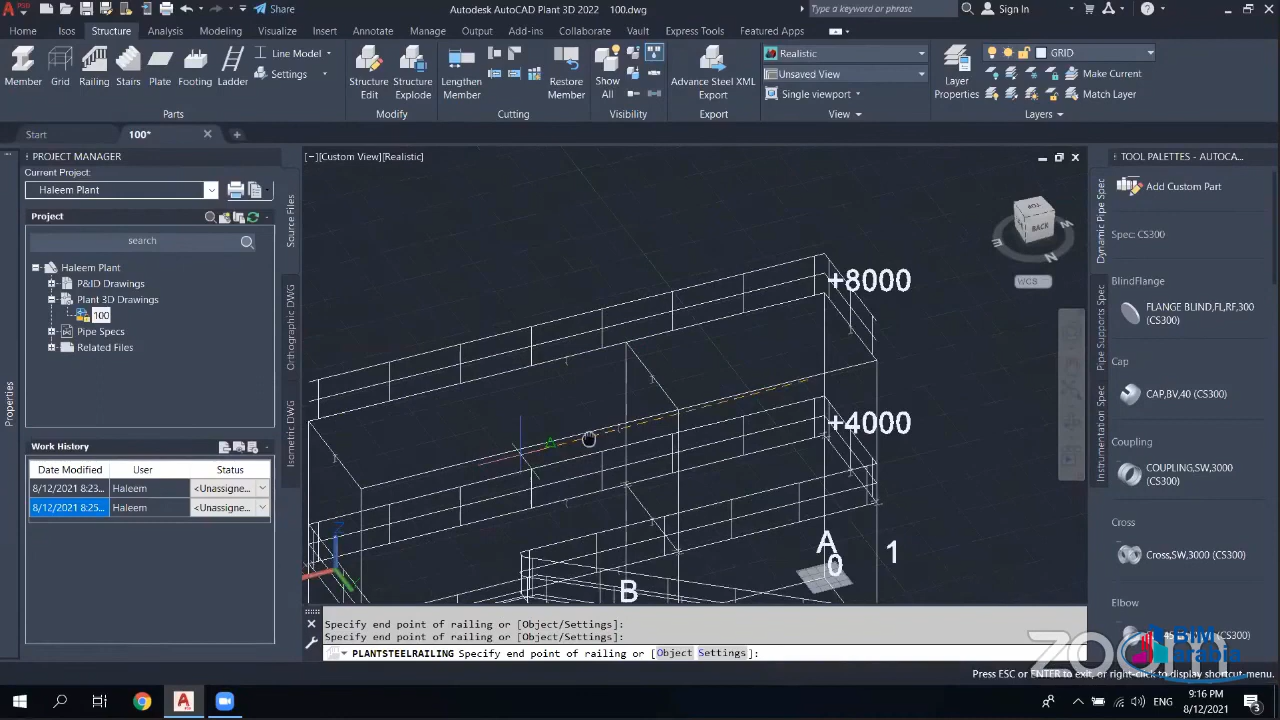 Share
Autodesk AutoCAD Plant 3D 2022 100.dwg
Type a keyword or phrase
Sign In
Home Isos Structure Analysis Modeling Visualize Insert Annotate Manage Output Add-ins Collaborate Vault Express Tools Featured Apps
Member Grid Railing Stairs Plate Footing Ladder
Line Model
Settings
Structure Edit
Structure Explode
Lengthen Member
Restore Member
Show All
Advance Steel XML Export
Realistic
Unsaved View
Single viewport
Layer Properties
GRID
Make Current
Match Layer
Parts Modify Cutting Visibility Export View Layers
Start 100*
PROJECT MANAGER
Current Project:
Haleem Plant
Project
search
Haleem Plant
P&ID Drawings
Plant 3D Drawings
100
Pipe Specs
Related Files
Source Files
Orthographic DWG
Isometric DWG
Properties
Work History
Date Modified User Status
8/12/2021 8:23... Haleem <Unassigne...
8/12/2021 8:25... Haleem <Unassigne...
[−][Custom View][Realistic]
TOP
BACK
WCS
+8000
+4000
A
0
1
B
Z
Specify end point of railing or [Object/Settings]:
Specify end point of railing or [Object/Settings]:
PLANTSTEELRAILING Specify end point of railing or [Object Settings]:
TOOL PALETTES - AUTOCA...
Dynamic Pipe Spec
Pipe Supports Spec
Instrumentation Spec
Add Custom Part
Spec: CS300
BlindFlange
FLANGE BLIND,FL,RF,300 (CS300)
Cap
CAP,BV,40 (CS300)
Coupling
COUPLING,SW,3000 (CS300)
Cross
Cross,SW,3000 (CS300)
Elbow
(CS300)
zoom
BIM arabia
Press ESC or ENTER to exit, or right-click to display shortcut menu.
ENG
9:16 PM
8/12/2021
3